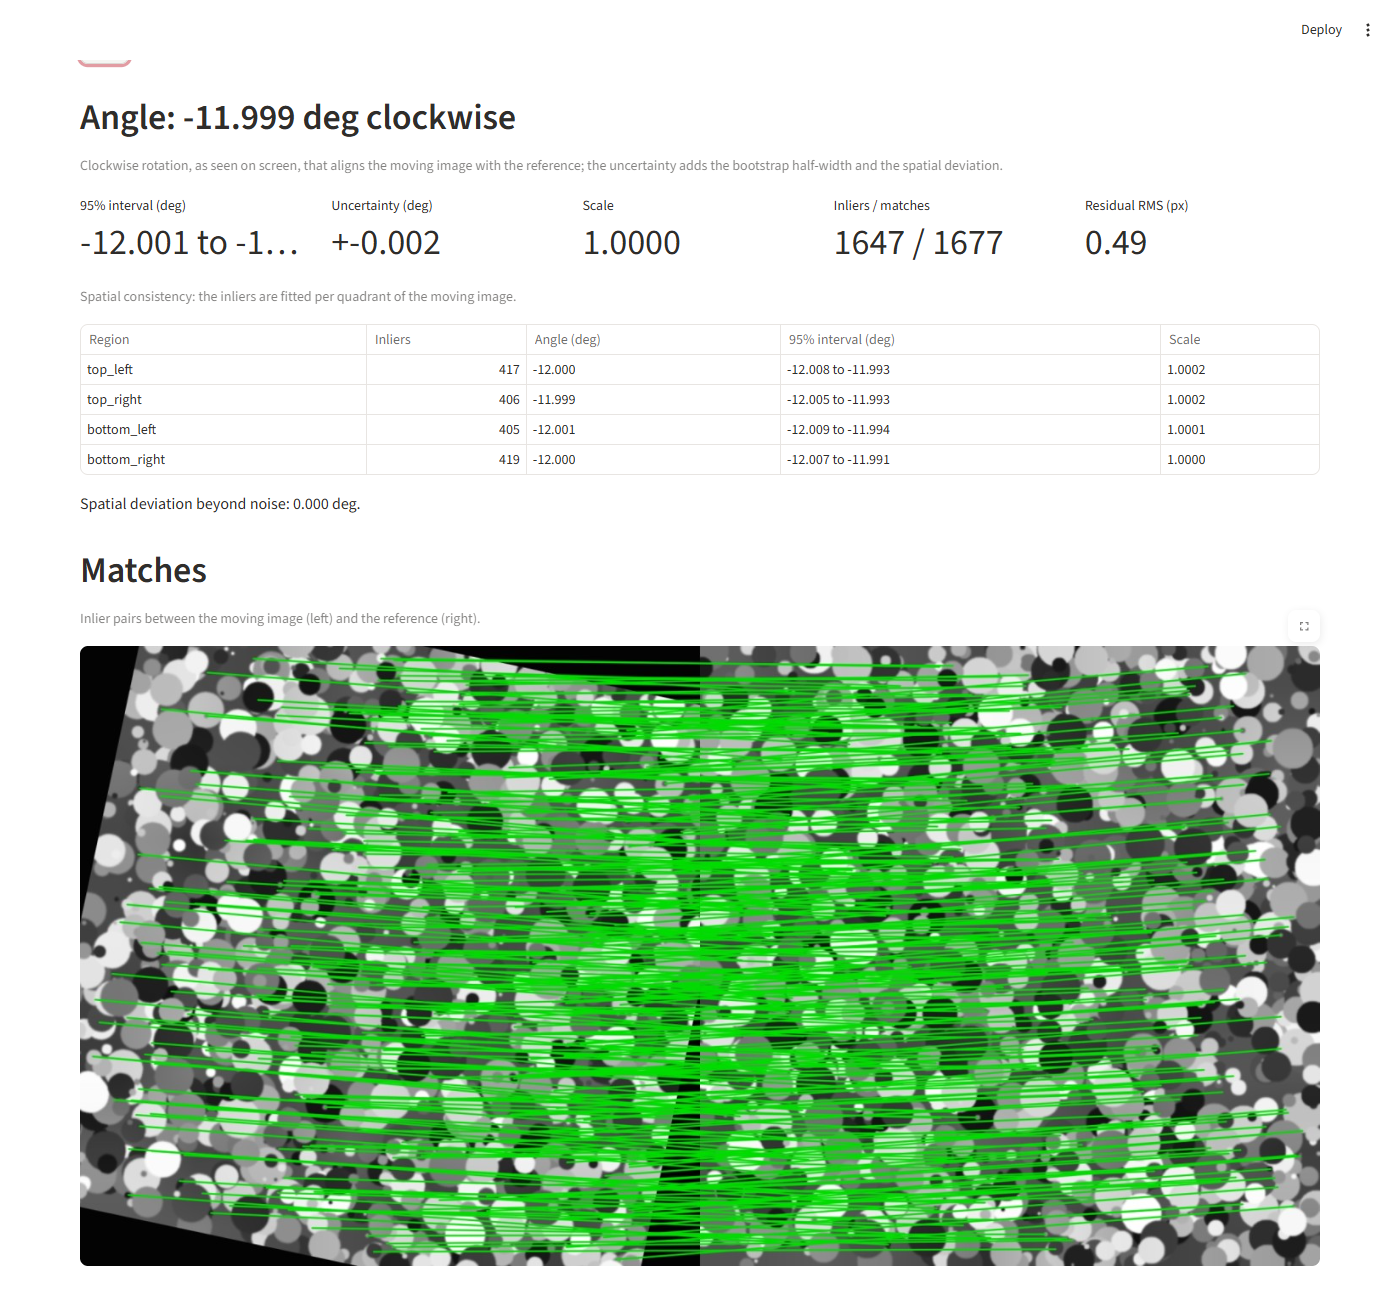 Deploy
Angle: -11.999 deg clockwise
Clockwise rotation, as seen on screen, that aligns the moving image with the reference; the uncertainty adds the bootstrap half-width and the spatial deviation.
95% interval (deg) Uncertainty (deg) Scale Inliers / matches Residual RMS (px)
-12.001 to -1… +-0.002 1.0000 1647 / 1677 0.49
Spatial consistency: the inliers are fitted per quadrant of the moving image.
Region Inliers Angle (deg) 95% interval (deg) Scale
top_left 417 -12.000 -12.008 to -11.993 1.0002
top_right 406 -11.999 -12.005 to -11.993 1.0002
bottom_left 405 -12.001 -12.009 to -11.994 1.0001
bottom_right 419 -12.000 -12.007 to -11.991 1.0000
Spatial deviation beyond noise: 0.000 deg.
Matches
Inlier pairs between the moving image (left) and the reference (right).